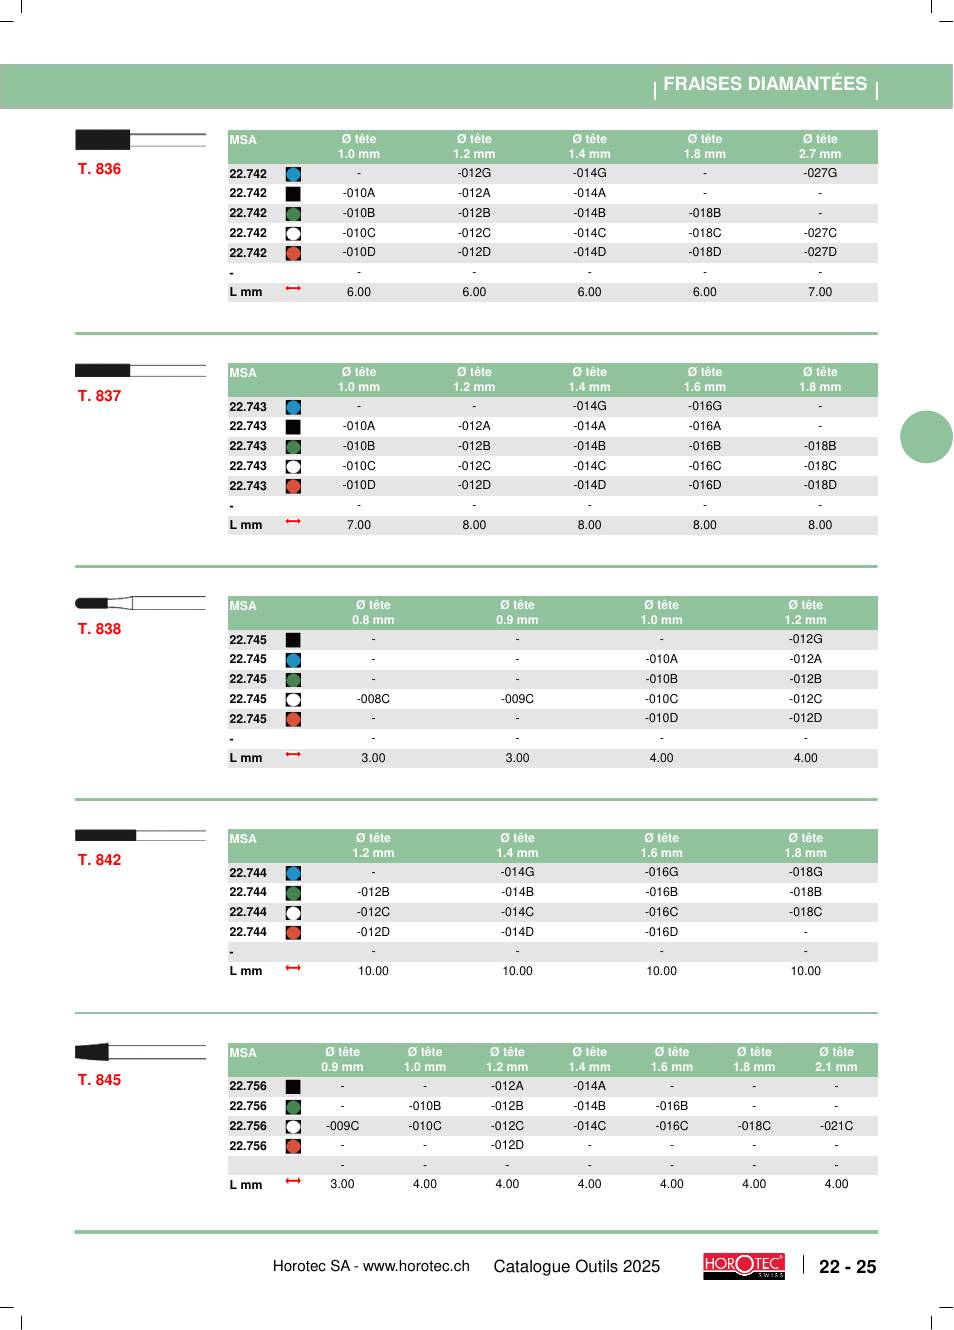 FRAISES DIAMANTÉES
T. 836
MSA Ø tête 1.0 mm Ø tête 1.2 mm Ø tête 1.4 mm Ø tête 1.8 mm Ø tête 2.7 mm
22.742 - -012G -014G - -027G
22.742 -010A -012A -014A - -
22.742 -010B -012B -014B -018B -
22.742 -010C -012C -014C -018C -027C
22.742 -010D -012D -014D -018D -027D
- - - - - -
L mm 6.00 6.00 6.00 6.00 7.00
T. 837
MSA Ø tête 1.0 mm Ø tête 1.2 mm Ø tête 1.4 mm Ø tête 1.6 mm Ø tête 1.8 mm
22.743 - - -014G -016G -
22.743 -010A -012A -014A -016A -
22.743 -010B -012B -014B -016B -018B
22.743 -010C -012C -014C -016C -018C
22.743 -010D -012D -014D -016D -018D
- - - - - -
L mm 7.00 8.00 8.00 8.00 8.00
T. 838
MSA Ø tête 0.8 mm Ø tête 0.9 mm Ø tête 1.0 mm Ø tête 1.2 mm
22.745 - - - -012G
22.745 - - -010A -012A
22.745 - - -010B -012B
22.745 -008C -009C -010C -012C
22.745 - - -010D -012D
- - - - -
L mm 3.00 3.00 4.00 4.00
T. 842
MSA Ø tête 1.2 mm Ø tête 1.4 mm Ø tête 1.6 mm Ø tête 1.8 mm
22.744 - -014G -016G -018G
22.744 -012B -014B -016B -018B
22.744 -012C -014C -016C -018C
22.744 -012D -014D -016D -
- - - - -
L mm 10.00 10.00 10.00 10.00
T. 845
MSA Ø tête 0.9 mm Ø tête 1.0 mm Ø tête 1.2 mm Ø tête 1.4 mm Ø tête 1.6 mm Ø tête 1.8 mm Ø tête 2.1 mm
22.756 - - -012A -014A - - -
22.756 - -010B -012B -014B -016B - -
22.756 -009C -010C -012C -014C -016C -018C -021C
22.756 - - -012D - - - -
- - - - - - -
L mm 3.00 4.00 4.00 4.00 4.00 4.00 4.00
Horotec SA - www.horotec.ch Catalogue Outils 2025 HOROTEC® SWISS 22 - 25